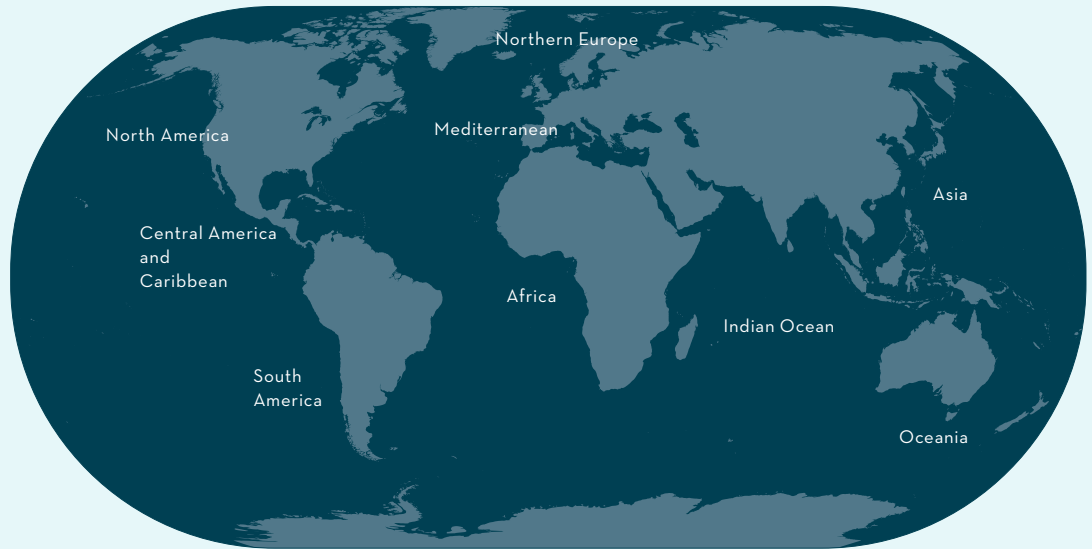 Northern Europe
North America
Mediterranean
Asia
Central America
and
Caribbean
Africa
Indian Ocean
South
America
Oceania